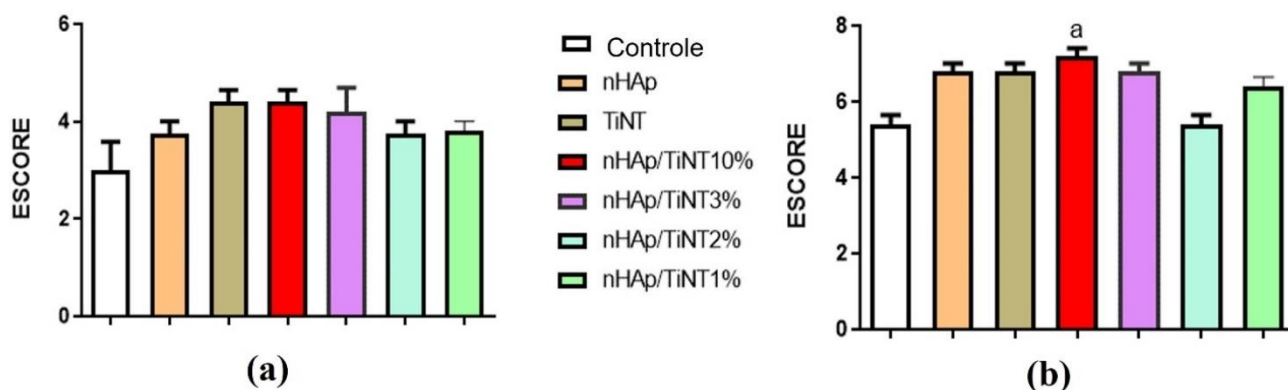 6
4
2
0
ESCORE
(a)
Controle
nHAp
TiNT
nHAp/TiNT10%
nHAp/TiNT3%
nHAp/TiNT2%
nHAp/TiNT1%
8
6
4
2
0
ESCORE
a
(b)